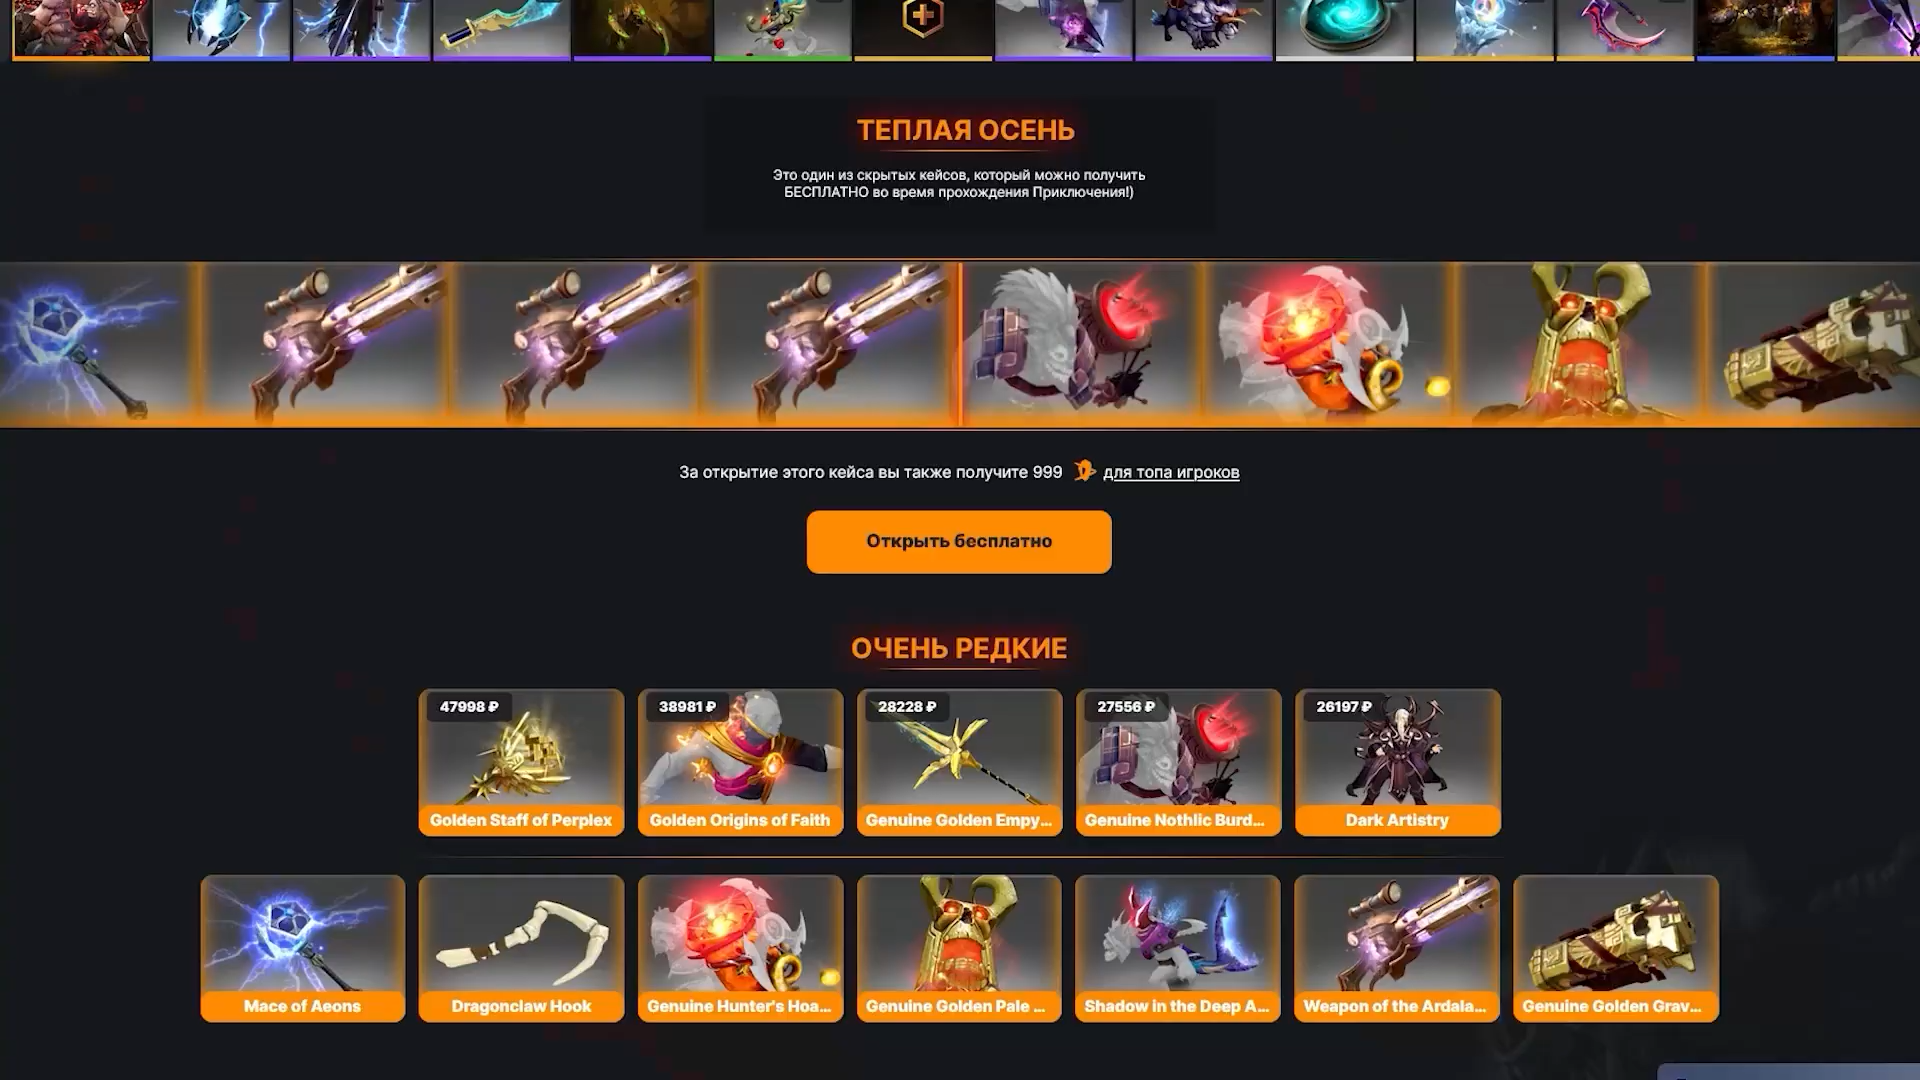 ТЕПЛАЯ ОСЕНЬ
Это один из скрытых кейсов, который можно получить
БЕСПЛАТНО во время прохождения Приключения!)
За открытие этого кейса вы также получите 999 для топа игроков
Открыть бесплатно
ОЧЕНЬ РЕДКИЕ
47998 ₽ 38981 ₽ 28228 ₽ 27556 ₽ 26197 ₽
Golden Staff of Perplex Golden Origins of Faith Genuine Golden Empy... Genuine Nothlic Burd... Dark Artistry
Mace of Aeons Dragonclaw Hook Genuine Hunter's Hoa... Genuine Golden Pale ... Shadow in the Deep A... Weapon of the Ardala... Genuine Golden Grav...